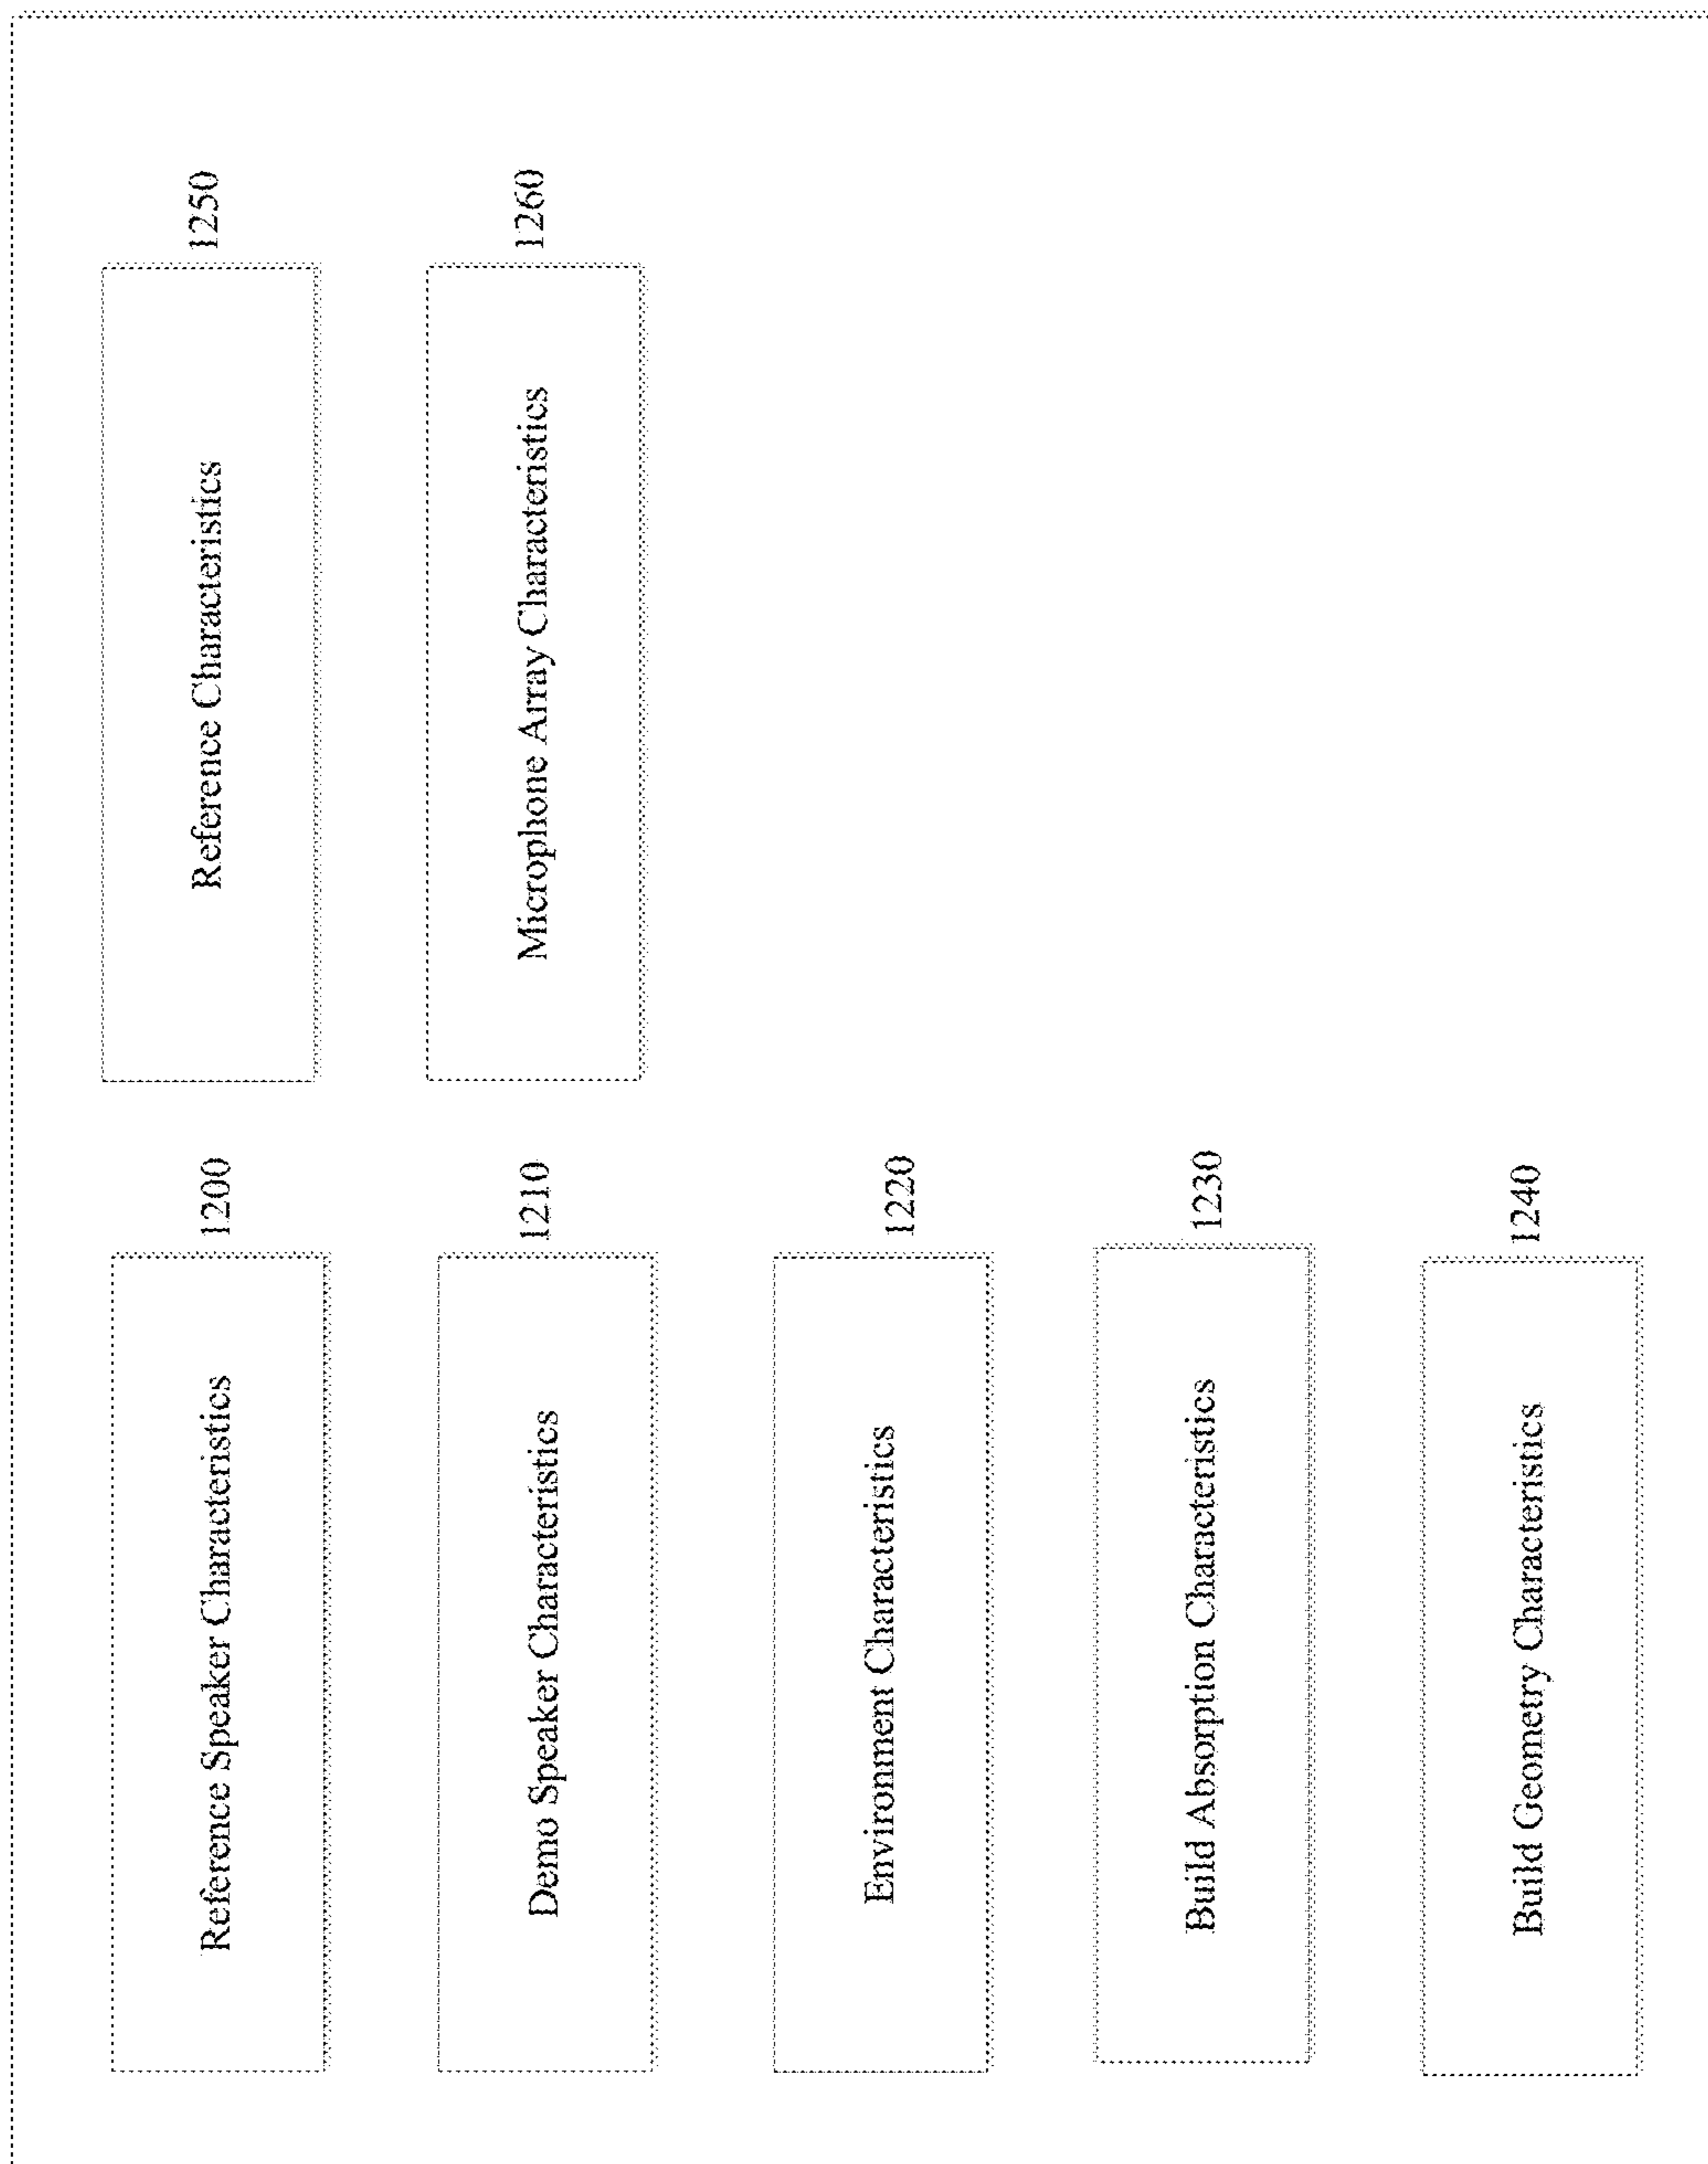 Reference Speaker Characteristics
1200
Demo Speaker Characteristics
1210
Environment Characteristics
1220
Build Absorption Characteristics
1230
Build Geometry Characteristics
1240
Reference Characteristics
1250
Microphone Array Characteristics
1260